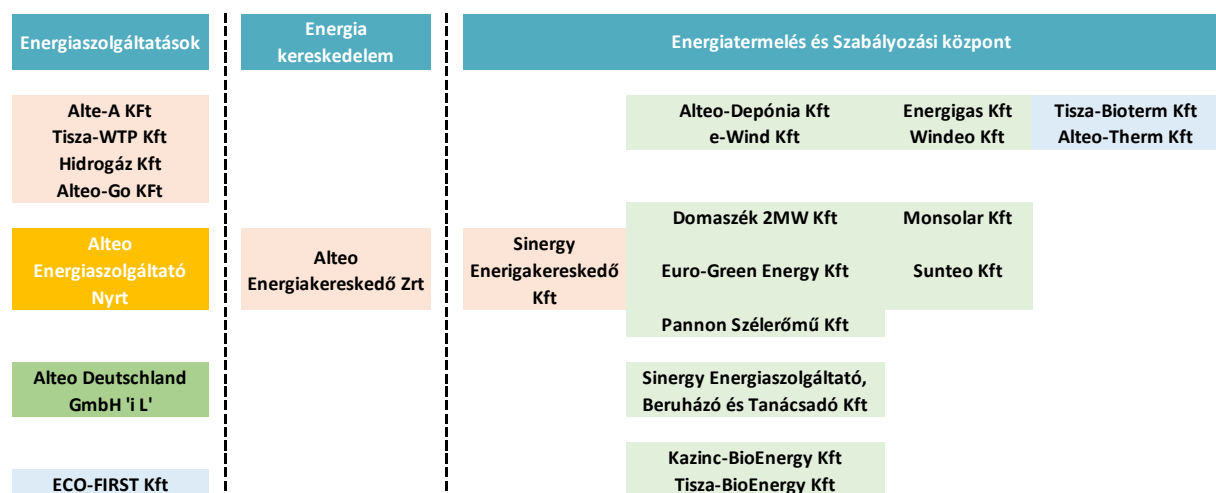 Energiaszolgáltatások
Energia
kereskedelem
Energiatermelés és Szabályozási központ
Alte-A KFt
Tisza-WTP Kft
Hidrogáz Kft
Alteo-Go KFt
Alteo-Depónia Kft
e-Wind Kft
Energigas Kft
Windeo Kft
Tisza-Bioterm Kft
Alteo-Therm Kft
Alteo
Energiaszolgáltató
Nyrt
Alteo
Energiakereskedő Zrt
Sinergy
Enerigakereskedő
Kft
Domaszék 2MW Kft
Monsolar Kft
Euro-Green Energy Kft
Sunteo Kft
Pannon Szélerőmű Kft
Alteo Deutschland
GmbH 'i L'
Sinergy Energiaszolgáltató,
Beruházó és Tanácsadó Kft
Kazinc-BioEnergy Kft
Tisza-BioEnergy Kft
ECO-FIRST Kft